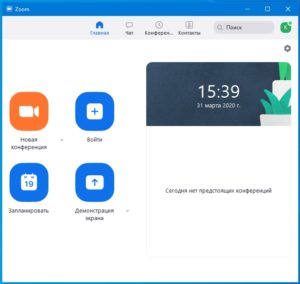 Zoom
Главная
Чат
Конферен...
Контакты
Поиск
К
15:39
31 марта 2020 г.
Новая
конференция
Войти
19
Запланировать
Демонстрация
экрана
Сегодня нет предстоящих конференций